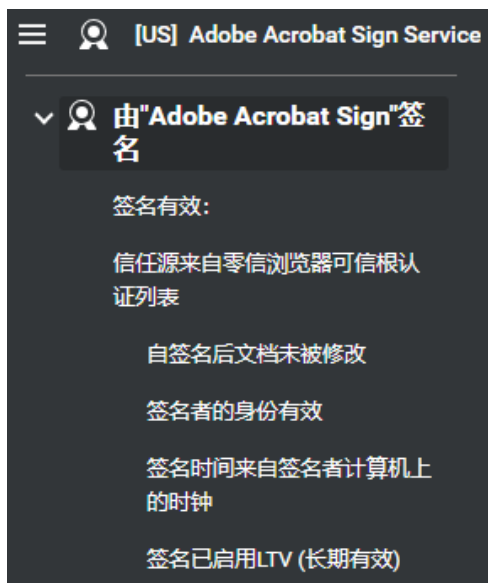 [US] Adobe Acrobat Sign Service
由"Adobe Acrobat Sign"签
名
签名有效:
信任源来自零信浏览器可信根认
证列表
自签名后文档未被修改
签名者的身份有效
签名时间来自签名者计算机上
的时钟
签名已启用LTV (长期有效)